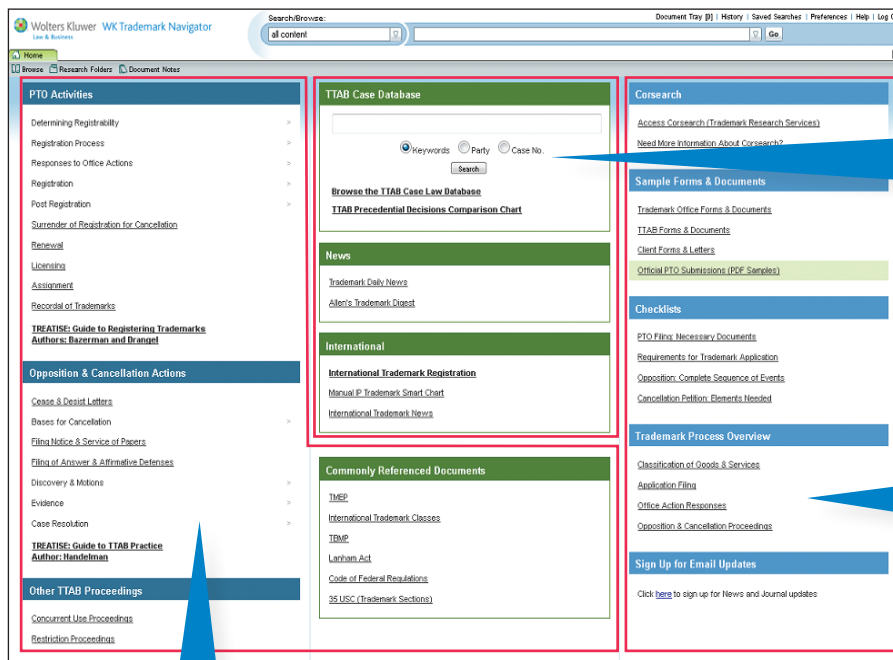 Wolters Kluwer WK Trademark Navigator
Law & Business
Search/Browse:
all content
Go
Document Tray [0] | History | Saved Searches | Preferences | Help | Log
Home
Browse Research Folders Document Notes
PTO Activities
Determining Registrability >
Registration Process >
Responses to Office Actions >
Registration >
Post Registration >
Surrender of Registration for Cancellation
Renewal
Licensing
Assignment
Recordal of Trademarks
TREATISE: Guide to Registering Trademarks
Authors: Bazerman and Drangel
Opposition & Cancellation Actions
Cease & Desist Letters
Bases for Cancellation >
Filing Notice & Service of Papers
Filing of Answer & Affirmative Defenses
Discovery & Motions >
Evidence >
Case Resolution >
TREATISE: Guide to TTAB Practice
Author: Handelman
Other TTAB Proceedings
Concurrent Use Proceedings
Restriction Proceedings
TTAB Case Database
Keywords Party Case No.
Search
Browse the TTAB Case Law Database
TTAB Precedential Decisions Comparison Chart
News
Trademark Daily News
Allen's Trademark Digest
International
International Trademark Registration
Manual IP Trademark Smart Chart
International Trademark News
Commonly Referenced Documents
TMEP
International Trademark Classes
TBMP
Lanham Act
Code of Federal Regulations
35 USC (Trademark Sections)
Corsearch
Access Corsearch (Trademark Research Services)
Need More Information About Corsearch?
Sample Forms & Documents
Trademark Office Forms & Documents
TTAB Forms & Documents
Client Forms & Letters
Official PTO Submissions (PDF Samples)
Checklists
PTO Filing: Necessary Documents
Requirements for Trademark Application
Opposition: Complete Sequence of Events
Cancellation Petition: Elements Needed
Trademark Process Overview
Classification of Goods & Services
Application Filing
Office Action Responses
Opposition & Cancellation Proceedings
Sign Up for Email Updates
Click here to sign up for News and Journal updates